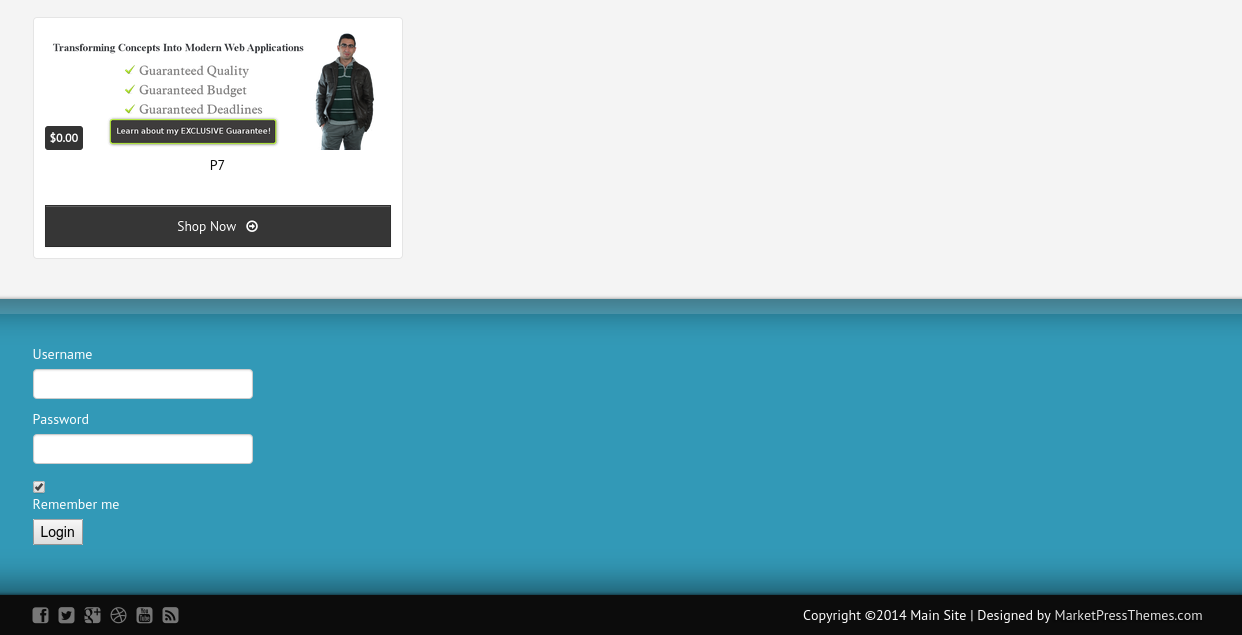 Transforming Concepts Into Modern Web Applications
Guaranteed Quality
Guaranteed Budget
Guaranteed Deadlines
Learn about my EXCLUSIVE Guarantee!
$0.00
P7
Shop Now
Username
Password
Remember me
Login
Copyright ©2014 Main Site | Designed by MarketPressThemes.com